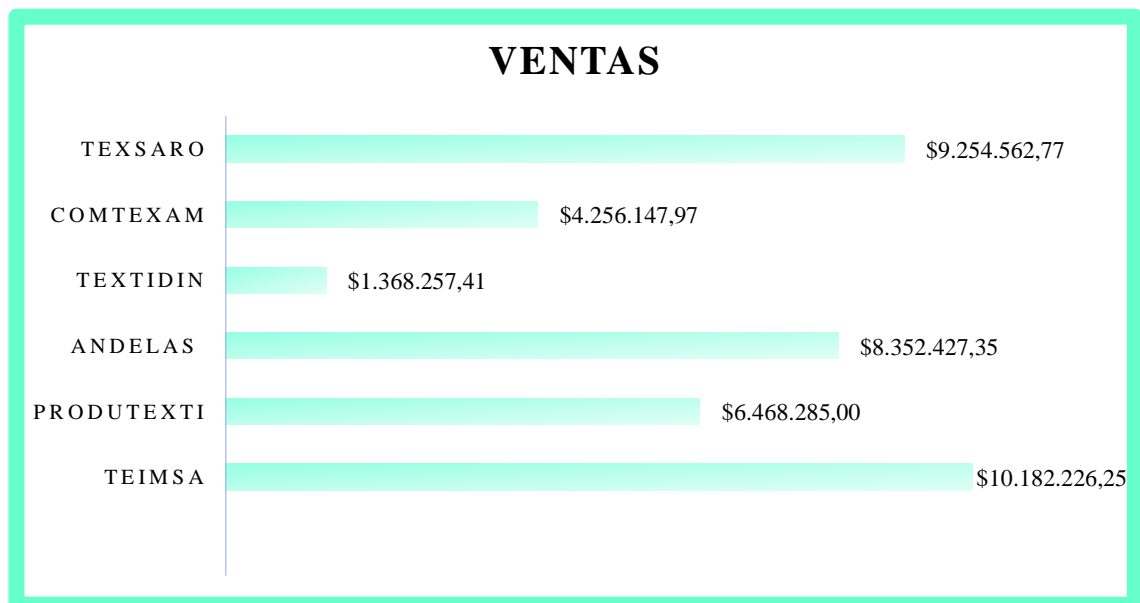 VENTAS
TEXSARO $9.254.562,77
COMTEXAM $4.256.147,97
TEXTIDIN $1.368.257,41
ANDELAS $8.352.427,35
PRODUTEXTI $6.468.285,00
TEIMSA $10.182.226,25